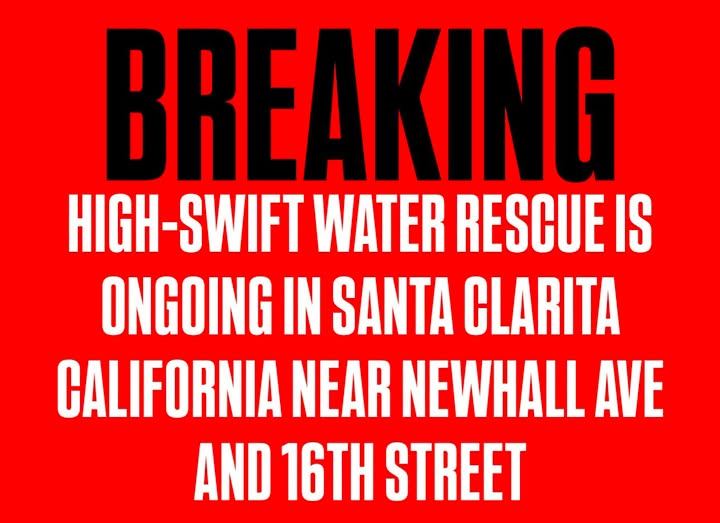 BREAKING
HIGH-SWIFT WATER RESCUE IS
ONGOING IN SANTA CLARITA
CALIFORNIA NEAR NEWHALL AVE
AND 16TH STREET